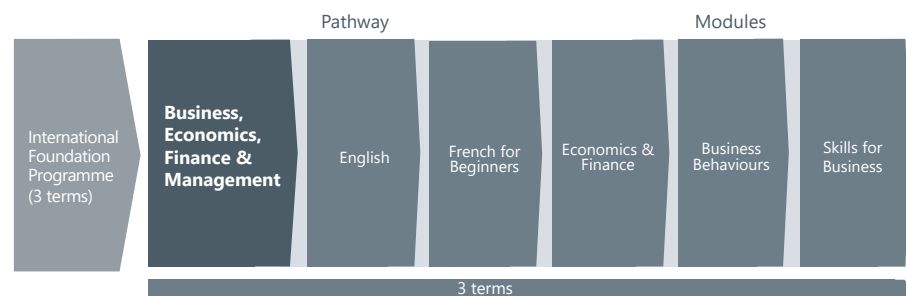 Pathway
Modules
International
Foundation
Programme
(3 terms)
Business,
Economics,
Finance &
Management
English
French for
Beginners
Economics &
Finance
Business
Behaviours
Skills for
Business
3 terms